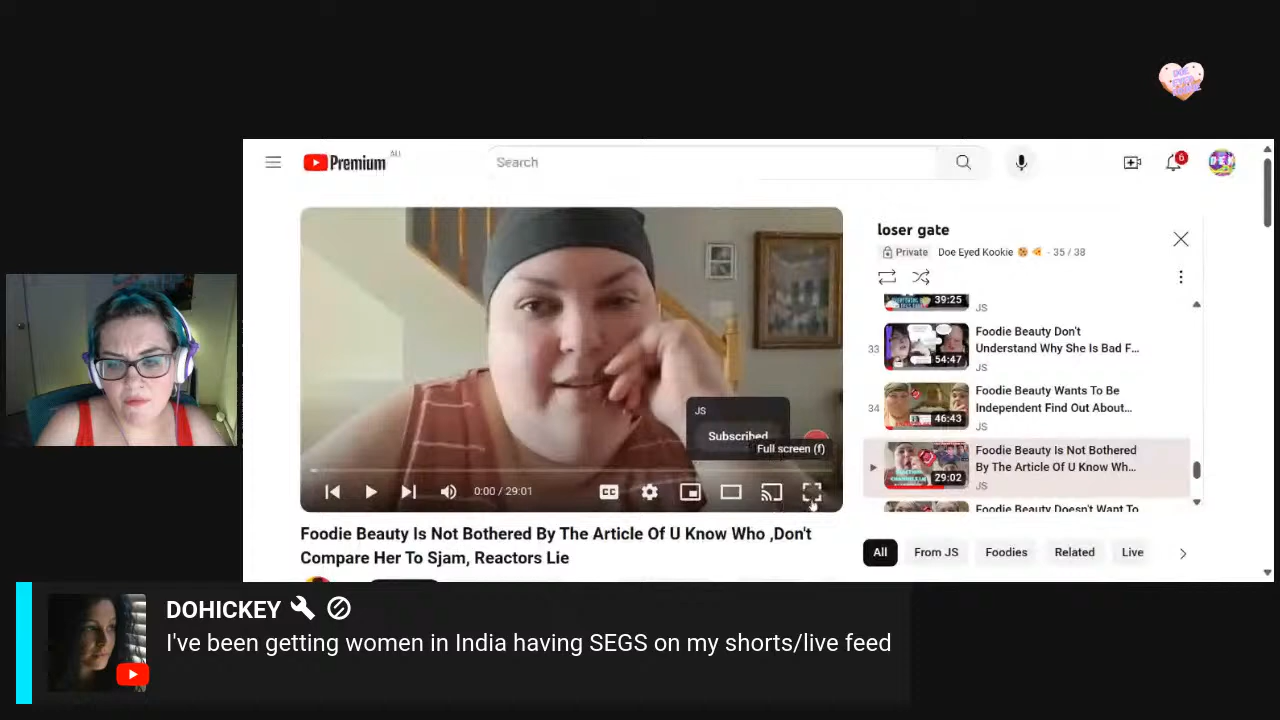 Premium
ALL
Search
6
loser gate
Private Doe Eyed Kookie - 35 / 38
39:25
JS
33
54:47
Foodie Beauty Don't
Understand Why She Is Bad F...
JS
34
46:43
Foodie Beauty Wants To Be
Independent Find Out About...
JS
29:02
Foodie Beauty Is Not Bothered
By The Article Of U Know Wh...
JS
Foodie Beauty Doesn't Want To
JS
Subscribed
Full screen (f)
CC
0:00 / 29:01
Foodie Beauty Is Not Bothered By The Article Of U Know Who ,Don't
Compare Her To Sjam, Reactors Lie
All From JS Foodies Related Live
DOHICKEY
I've been getting women in India having SEGS on my shorts/live feed